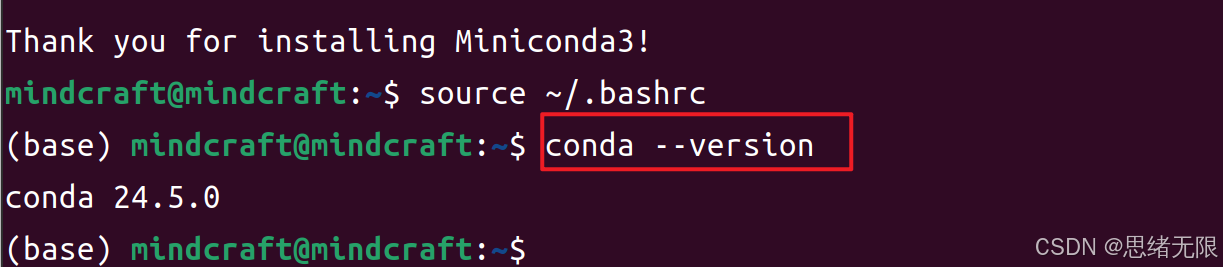 Thank you for installing Miniconda3!
mindcraft@mindcraft:~$ source ~/.bashrc
(base) mindcraft@mindcraft:~$ conda --version
conda 24.5.0
(base) mindcraft@mindcraft:~$
CSDN @思绪无限